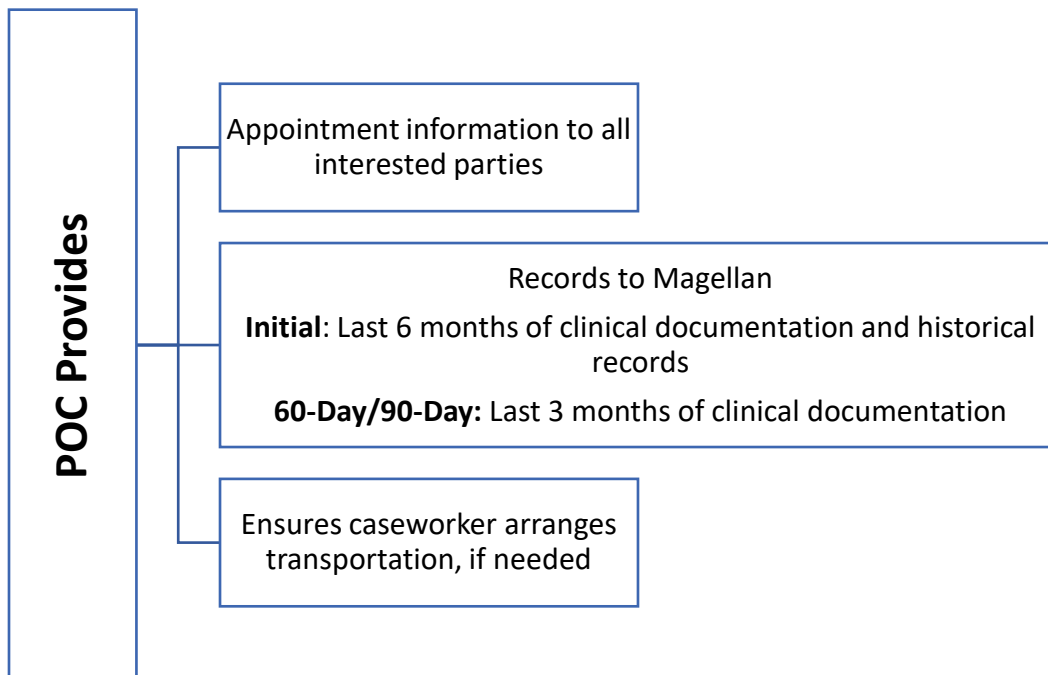 POC Provides
Appointment information to all
interested parties
Records to Magellan
Initial: Last 6 months of clinical documentation and historical
records
60-Day/90-Day: Last 3 months of clinical documentation
Ensures caseworker arranges
transportation, if needed